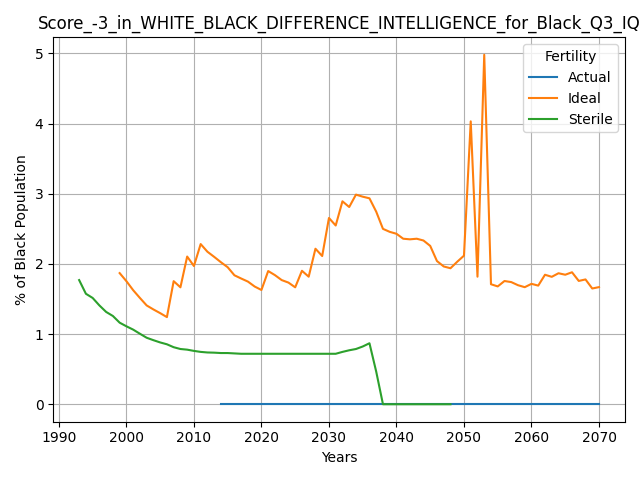 Score_-3_in_WHITE_BLACK_DIFFERENCE_INTELLIGENCE_for_Black_Q3_IQ
Fertility
Actual
Ideal
Sterile
% of Black Population
5
4
3
2
1
0
1990 2000 2010 2020 2030 2040 2050 2060 2070
Years